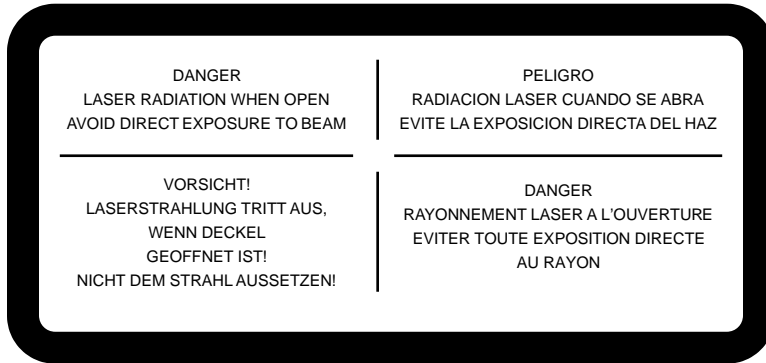 DANGER
LASER RADIATION WHEN OPEN
AVOID DIRECT EXPOSURE TO BEAM
PELIGRO
RADIACION LASER CUANDO SE ABRA
EVITE LA EXPOSICION DIRECTA DEL HAZ
VORSICHT!
LASERSTRAHLUNG TRITT AUS,
WENN DECKEL
GEOFFNET IST!
NICHT DEM STRAHL AUSSETZEN!
DANGER
RAYONNEMENT LASER A L'OUVERTURE
EVITER TOUTE EXPOSITION DIRECTE
AU RAYON